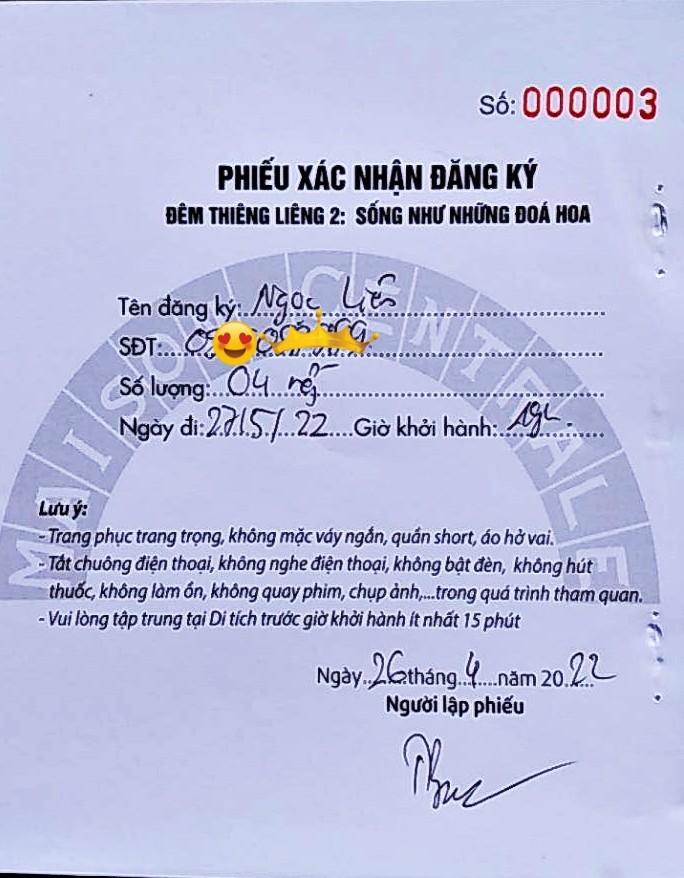 Số: 000003
PHIẾU XÁC NHẬN ĐĂNG KÝ
ĐÊM THIÊNG LIÊNG 2: SỐNG NHƯ NHỮNG ĐOÁ HOA
MAISON CENTRALE
Tên đăng ký: Ngọc Liên
SĐT:
Số lượng: 04
Ngày đi: 27/5/22 Giờ khởi hành: 19h
Lưu ý:
- Trang phục trang trọng, không mặc váy ngắn, quần short, áo hở vai.
- Tắt chuông điện thoại, không nghe điện thoại, không bật đèn, không hút
thuốc, không làm ồn, không quay phim, chụp ảnh,...trong quá trình tham quan.
- Vui lòng tập trung tại Di tích trước giờ khởi hành ít nhất 15 phút
Ngày 26 tháng 4 năm 2022
Người lập phiếu